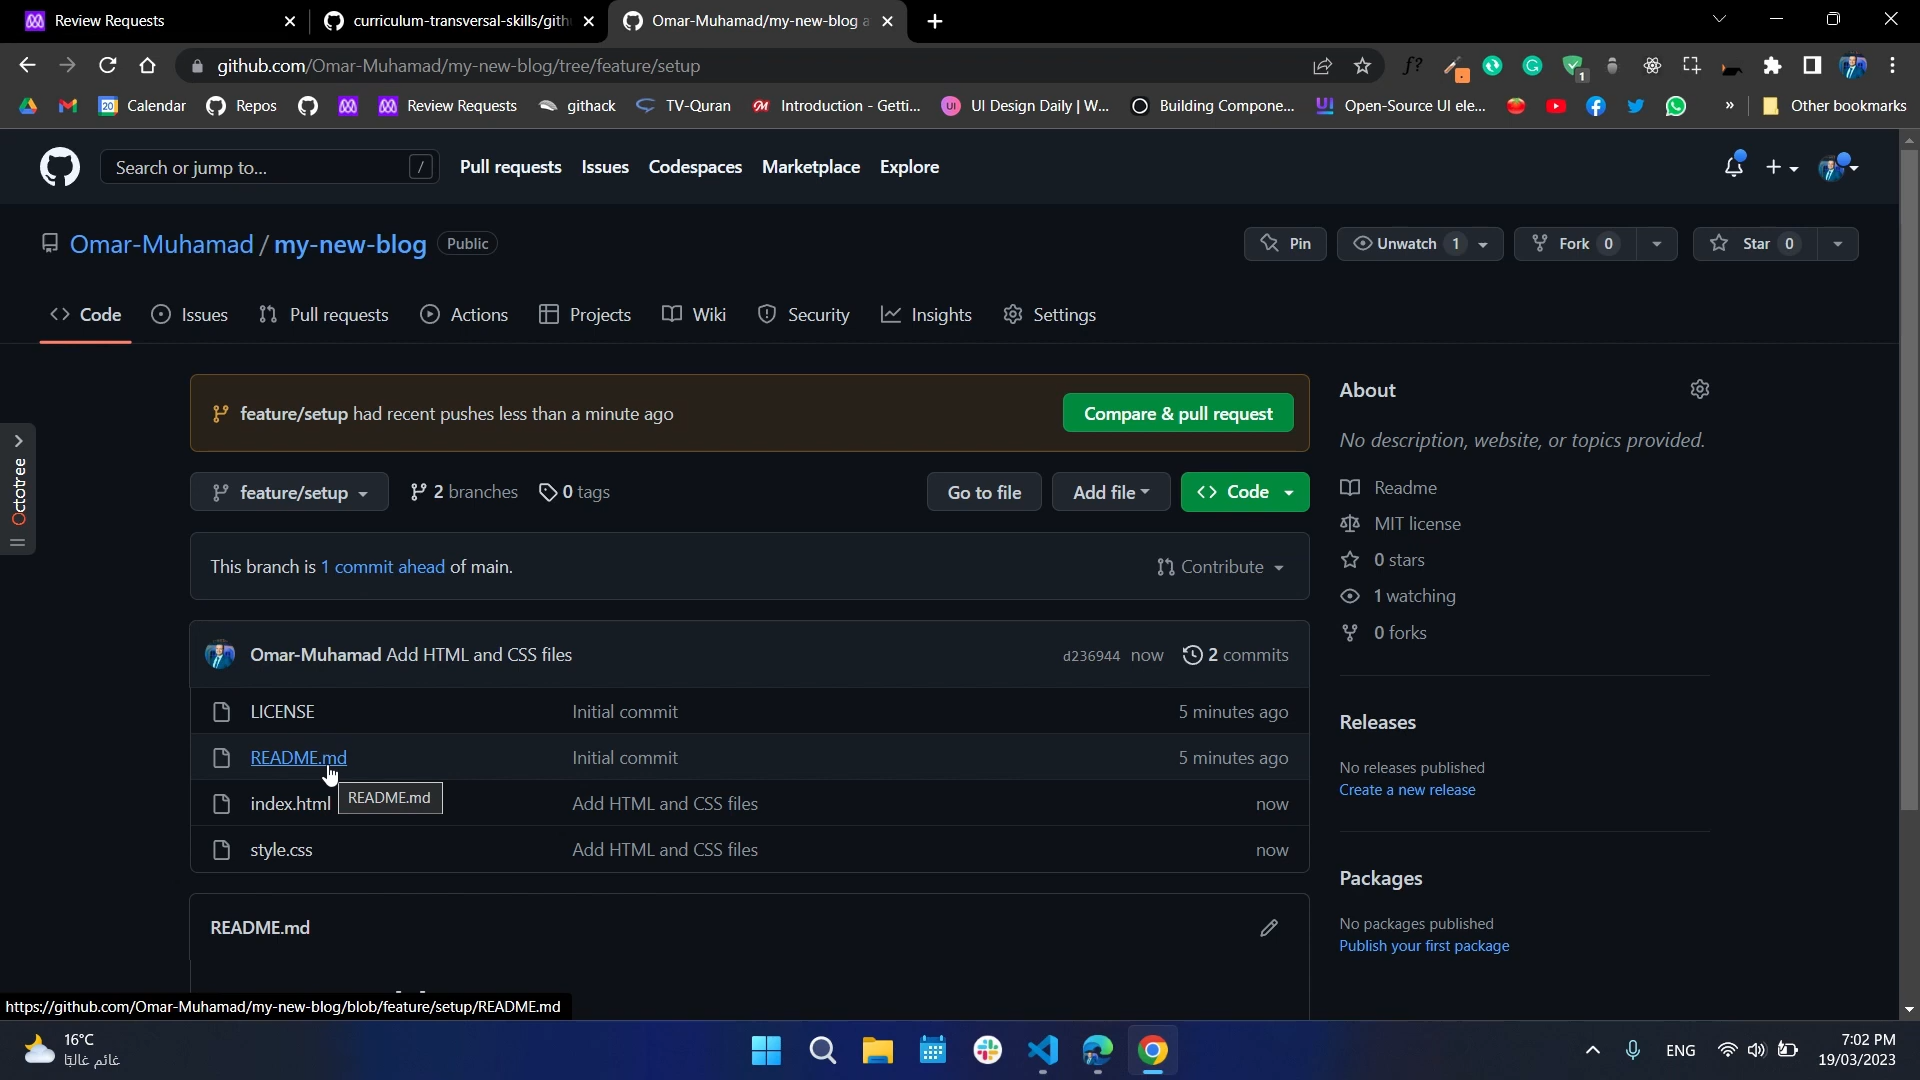 Review Requests
curriculum-transversal-skills/gith
Omar-Muhamad/my-new-blog a
github.com/Omar-Muhamad/my-new-blog/tree/feature/setup
f?
1
20 Calendar
Repos
Review Requests
githack
TV-Quran
Introduction - Getti...
UI UI Design Daily | W...
Building Compone...
Open-Source UI ele...
»
Other bookmarks
Search or jump to... /
Pull requests
Issues
Codespaces
Marketplace
Explore
Omar-Muhamad / my-new-blog Public
Pin
Unwatch 1
Fork 0
Star 0
Code
Issues
Pull requests
Actions
Projects
Wiki
Security
Insights
Settings
Octotree
feature/setup had recent pushes less than a minute ago
Compare & pull request
feature/setup
2 branches
0 tags
Go to file
Add file
Code
This branch is 1 commit ahead of main.
Contribute
Omar-Muhamad Add HTML and CSS files d236944 now 2 commits
LICENSE Initial commit 5 minutes ago
README.md Initial commit 5 minutes ago
index.html Add HTML and CSS files now
README.md
style.css Add HTML and CSS files now
README.md
About
No description, website, or topics provided.
Readme
MIT license
0 stars
1 watching
0 forks
Releases
No releases published
Create a new release
Packages
No packages published
Publish your first package
https://github.com/Omar-Muhamad/my-new-blog/blob/feature/setup/README.md
16°C
غائم غالبًا
ENG
7:02 PM
19/03/2023